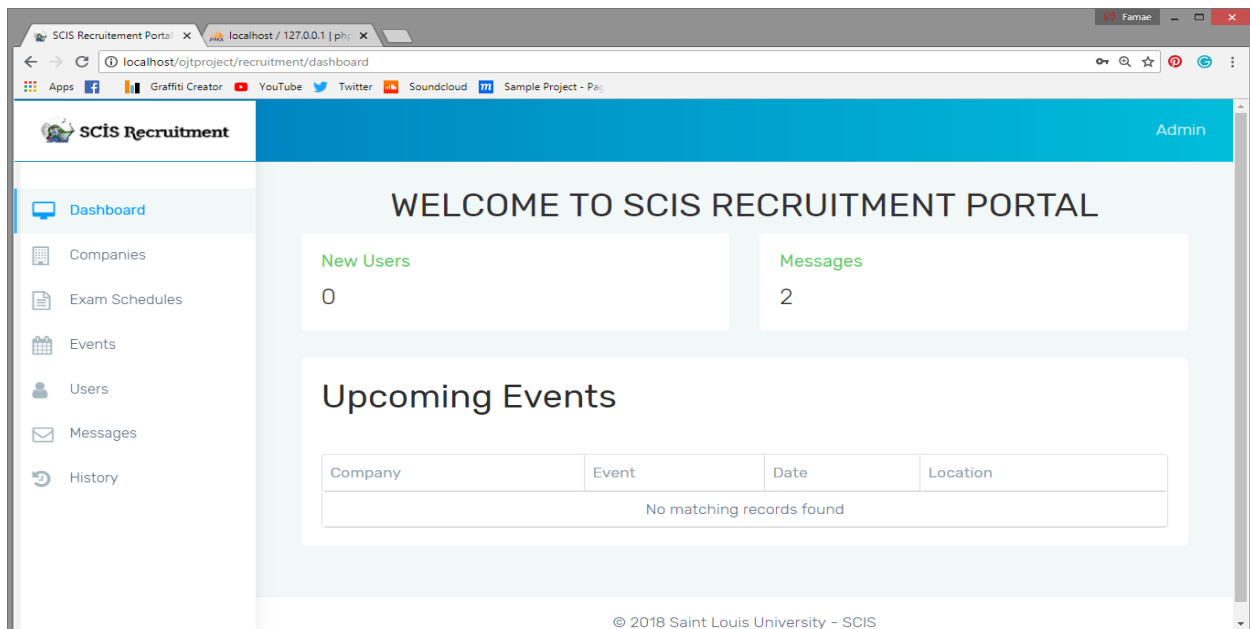 Famae
SCIS Recruitement Portal localhost / 127.0.0.1 | php
localhost/ojtproject/recruitment/dashboard
Apps Graffiti Creator YouTube Twitter Soundcloud Sample Project - Pag
SCIS Recruitment
Admin
Dashboard
Companies
Exam Schedules
Events
Users
Messages
History
WELCOME TO SCIS RECRUITMENT PORTAL
New Users
0
Messages
2
Upcoming Events
Company Event Date Location
No matching records found
© 2018 Saint Louis University - SCIS